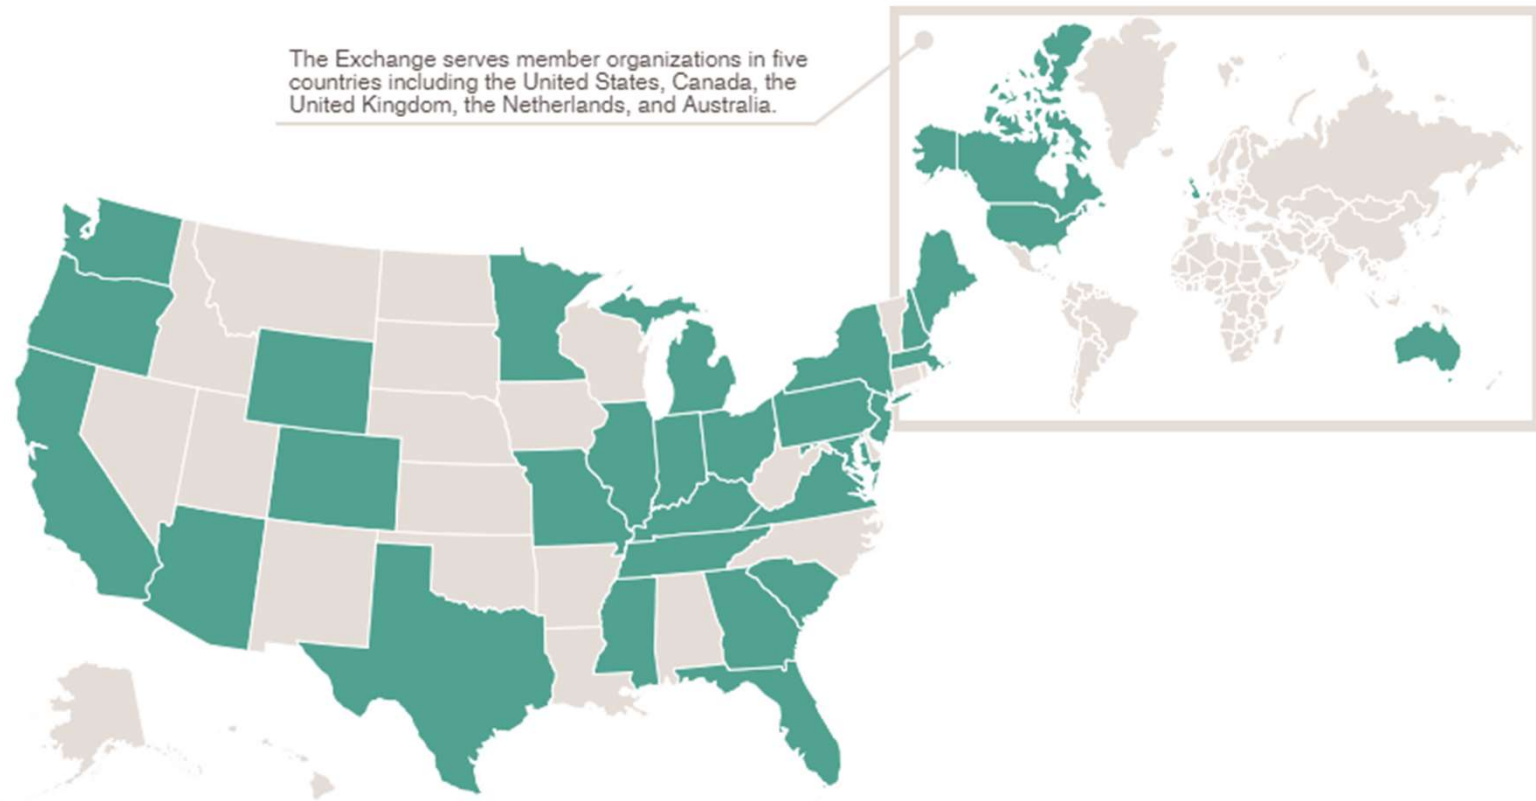 The Exchange serves member organizations in five
countries including the United States, Canada, the
United Kingdom, the Netherlands, and Australia.